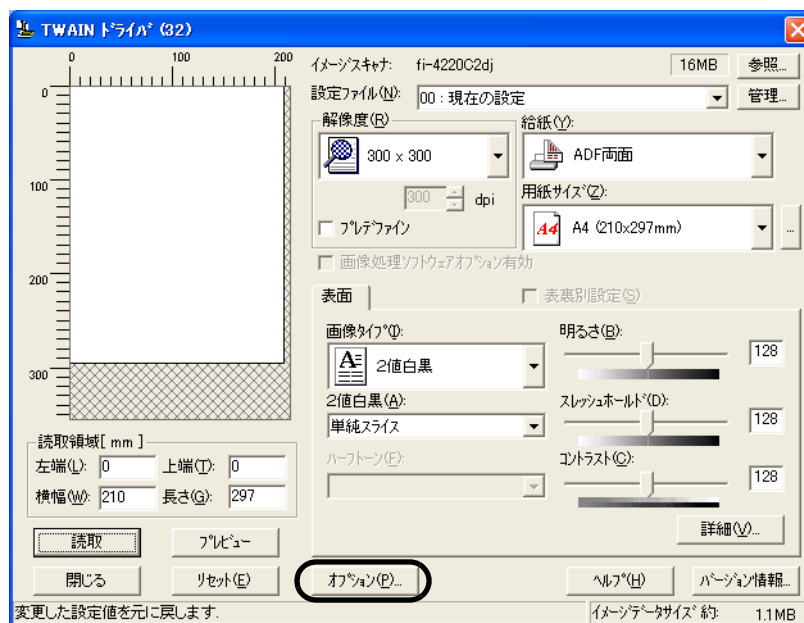 TWAIN ドライバ (32)
0 100 200
0
100
200
300
イメージスキャナ: fi-4220C2dj 16MB 参照...
設定ファイル(N): 00 : 現在の設定 管理...
解像度(R)
300 x 300
300 dpi
プレデファイン
給紙(Y):
ADF両面
用紙サイズ(Z):
A4 A4 (210x297mm) ...
画像処理ソフトウェアオプション有効
表面
表裏別設定(S)
画像タイプ(I):
A 2値白黒
2値白黒(A):
単純スライス
ハーフトーン(F):
明るさ(B):
128
スレッショールド(D):
128
コントラスト(C):
128
詳細(V)...
読取領域[ mm ]
左端(L): 0 上端(T): 0
横幅(W): 210 長さ(G): 297
読取 プレビュー
閉じる リセット(E) オプション(P)... ヘルプ(H) バージョン情報...
変更した設定値を元に戻します. イメージデータサイズ 約: 1.1MB